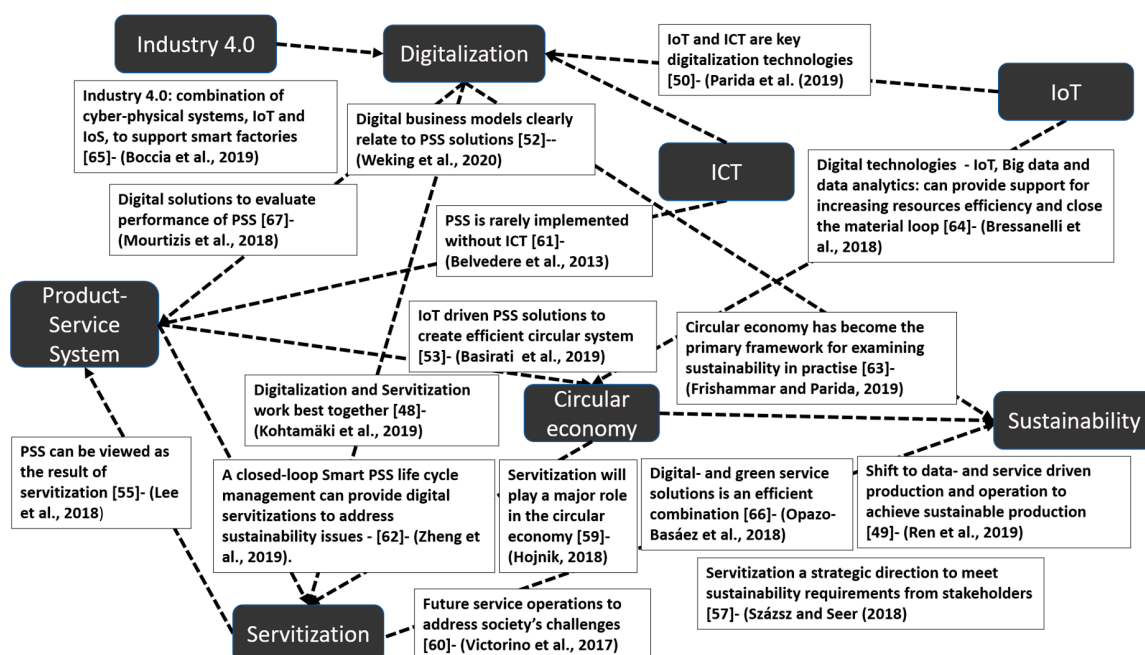 Industry 4.0
Digitalization
IoT and ICT are key
digitalization technologies
[50]- (Parida et al. (2019)
IoT
Industry 4.0: combination of
cyber-physical systems, IoT and
IoS, to support smart factories
[65]- (Boccia et al., 2019)
Digital business models clearly
relate to PSS solutions [52]--
(Weking et al., 2020)
ICT
Digital technologies  - IoT, Big data and
data analytics: can provide support for
increasing resources efficiency and close
the material loop [64]- (Bressanelli et
al., 2018)
Digital solutions to evaluate
performance of PSS [67]-
(Mourtizis et al., 2018)
PSS is rarely implemented
without ICT [61]-
(Belvedere et al., 2013)
Product-
Service
System
IoT driven PSS solutions to
create efficient circular system
[53]- (Basirati  et al., 2019)
Circular economy has become the
primary framework for examining
sustainability in practise [63]-
(Frishammar and Parida, 2019)
Digitalization and Servitization
work best together [48]-
(Kohtamäki et al., 2019)
Circular
economy
Sustainability
PSS can be viewed as
the result of
servitization [55]- (Lee
et al., 2018)
A closed-loop Smart PSS life cycle
management can provide digital
servitizations to address
sustainability issues - [62]- (Zheng
et al., 2019).
Servitization will
play a major role
in the circular
economy [59]-
(Hojnik, 2018)
Digital- and green service
solutions is an efficient
combination [66]- (Opazo-
Basáez et al., 2018)
Shift to data- and service driven
production and operation to
achieve sustainable production
[49]- (Ren et al., 2019)
Servitization a strategic direction to meet
sustainability requirements from stakeholders
[57]- (Szász and Seer (2018)
Servitization
Future service operations to
address society's challenges
[60]- (Victorino et al., 2017